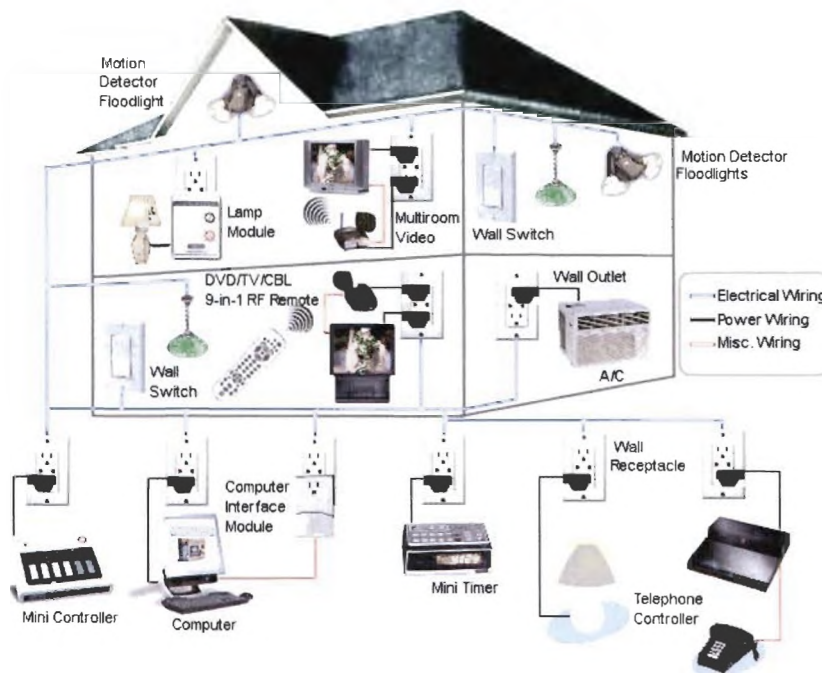 Motion
Detector
Floodlight
Motion Detector
Floodlights
Lamp
Module
Multiroom
Video
Wall Switch
DVD/TV/CBL
9-in-1 RF Remote
Wall Outlet
Electrical Wiring
Power Wiring
Misc. Wiring
Wall
Switch
A/C
Computer
Interface
Module
Wall
Receptacle
Mini Controller
Computer
Mini Timer
Telephone
Controller